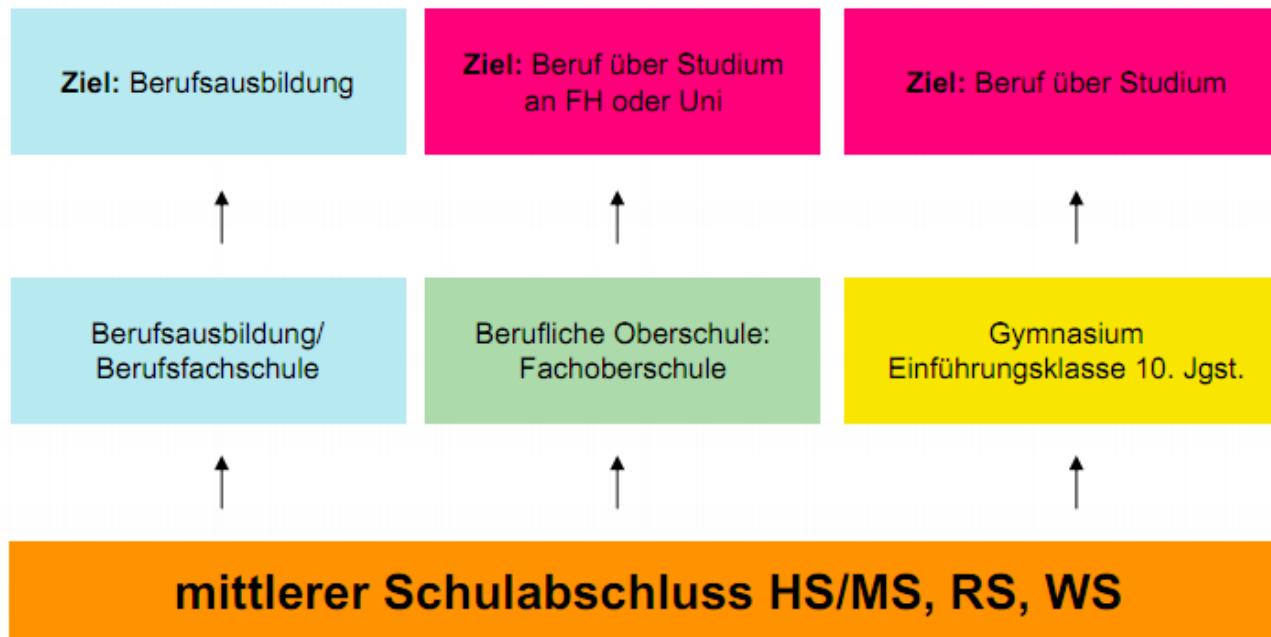 Ziel: Berufsausbildung
Ziel: Beruf über Studium
an FH oder Uni
Ziel: Beruf über Studium
Berufsausbildung/
Berufsfachschule
Berufliche Oberschule:
Fachoberschule
Gymnasium
Einführungsklasse 10. Jgst.
mittlerer Schulabschluss HS/MS, RS, WS